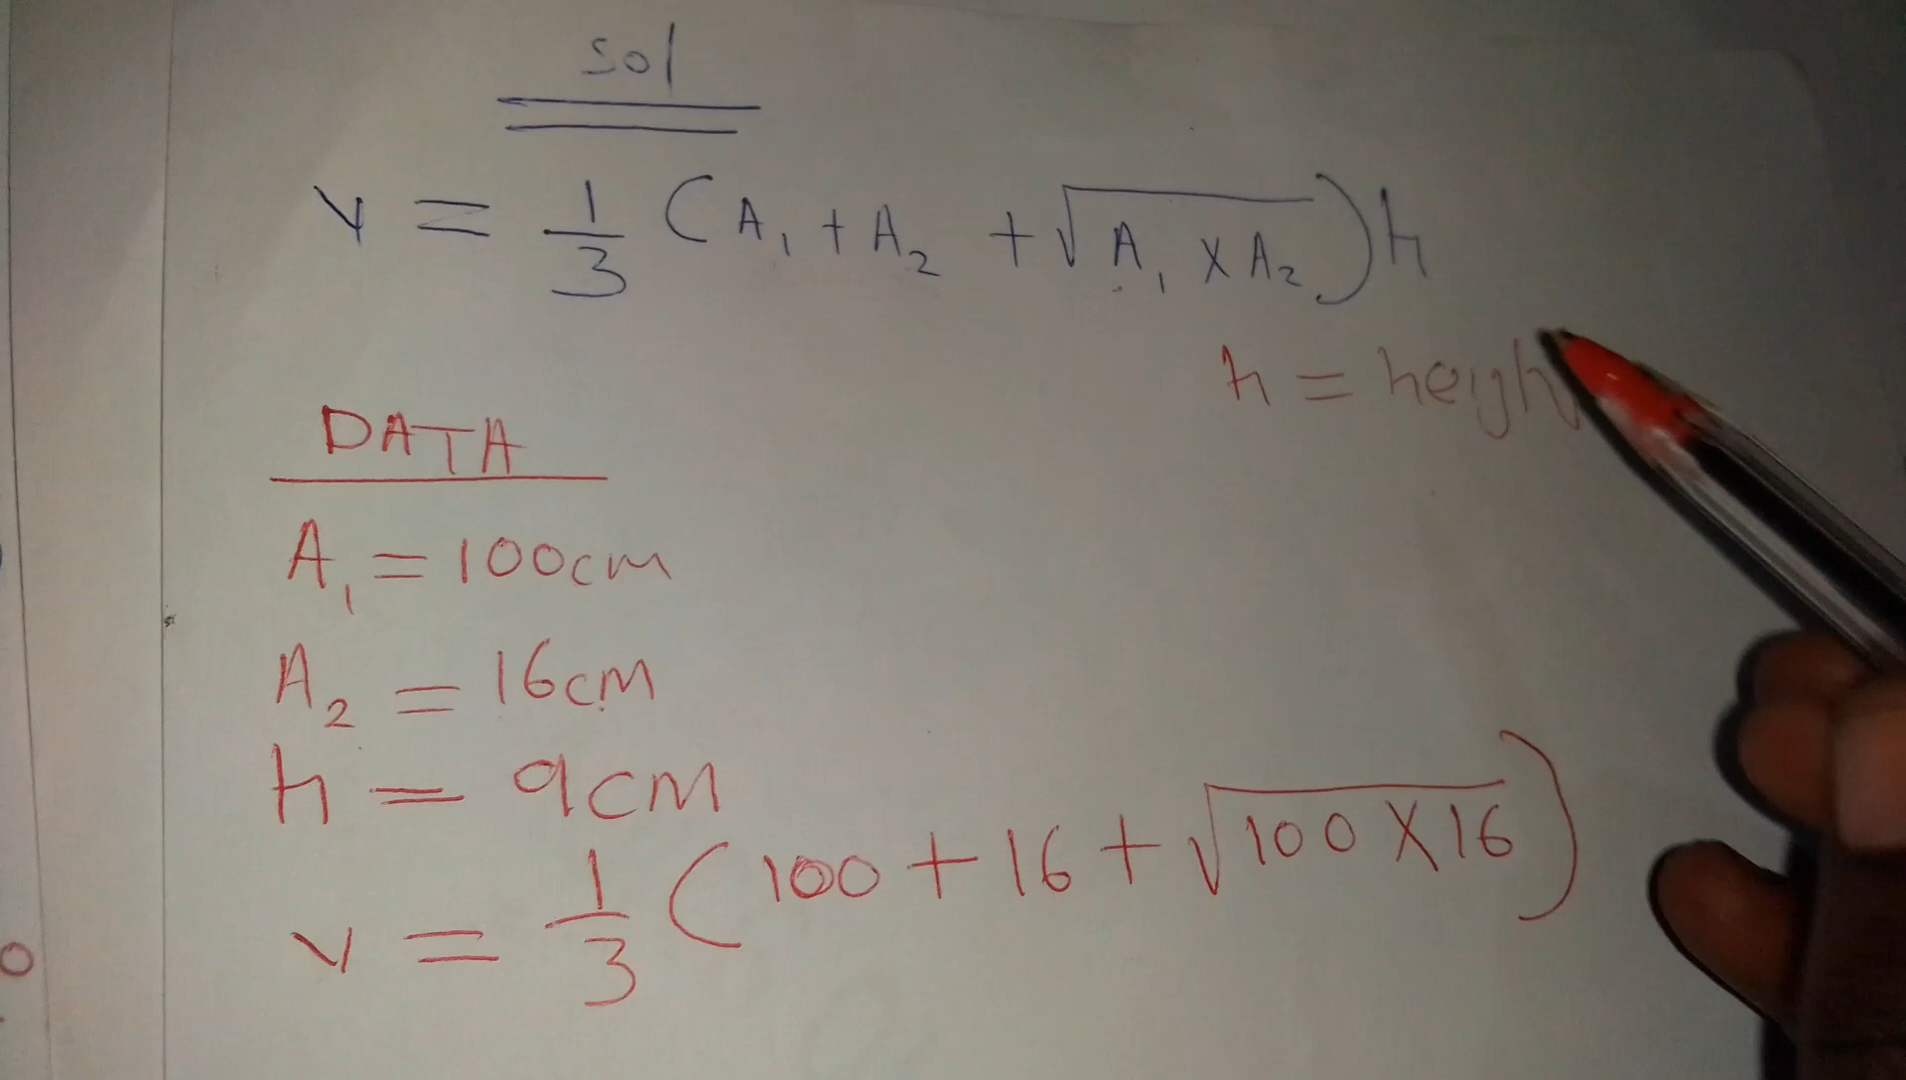 sol
V = 1/3 (A₁ + A₂ + √A₁ × A₂)h
h = heigh
DATA
A₁ = 100cm
A₂ = 16cm
h = 9cm
V = 1/3 (100 + 16 + √100 × 16)